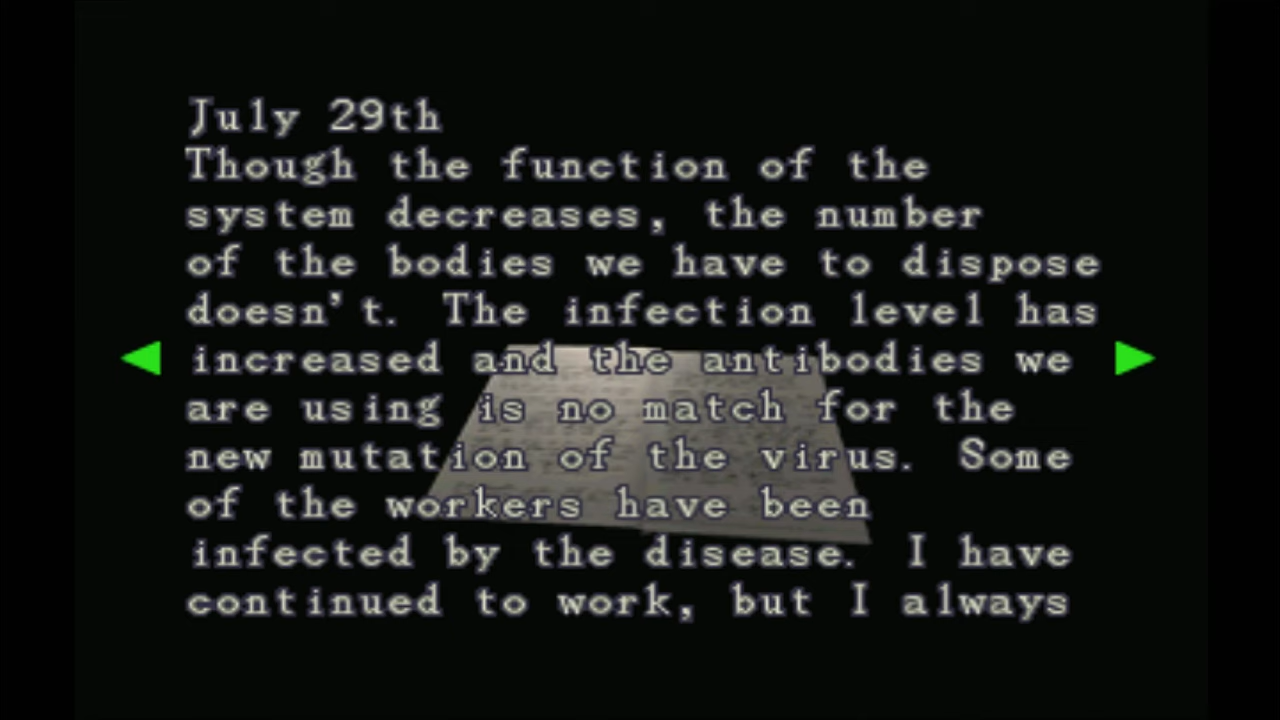 July 29th
Though the function of the
system decreases, the number
of the bodies we have to dispose
doesn't. The infection level has
increased and the antibodies we
are using is no match for the
new mutation of the virus. Some
of the workers have been
infected by the disease. I have
continued to work, but I always